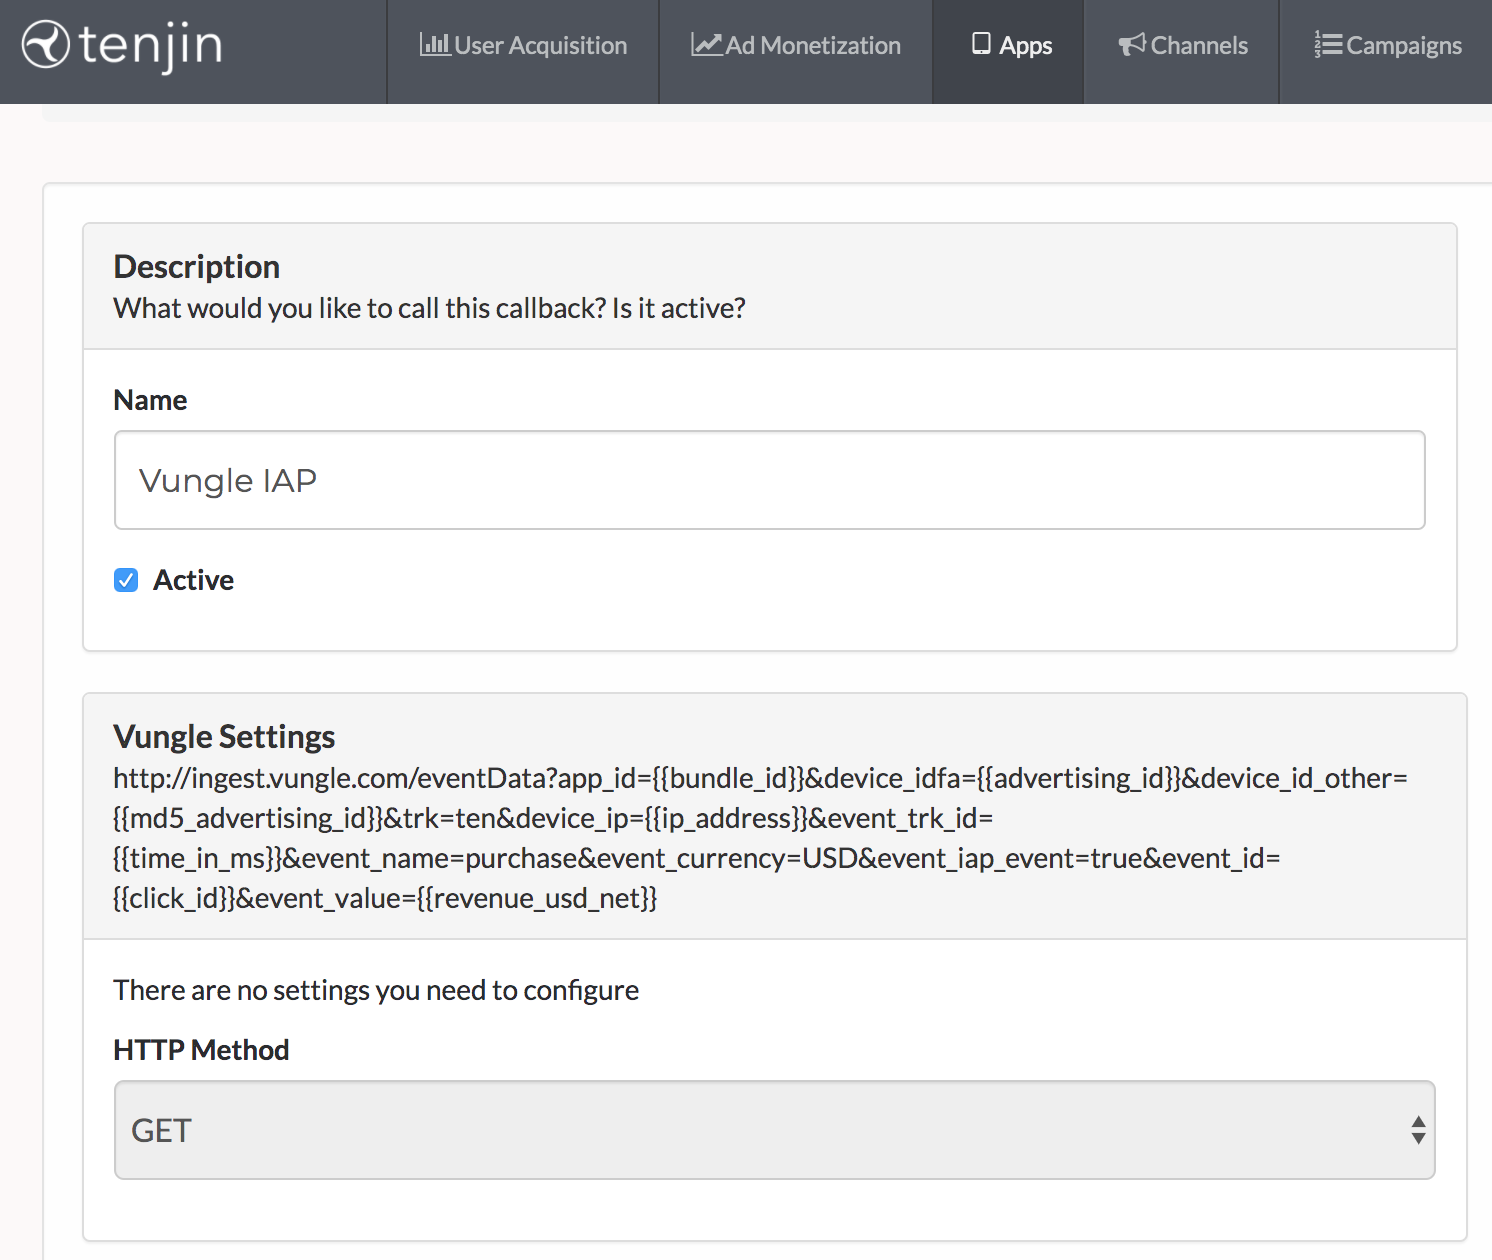 tenjin
User Acquisition
Ad Monetization
Apps
Channels
Campaigns
Description
What would you like to call this callback? Is it active?
Name
Vungle IAP
Active
Vungle Settings
http://ingest.vungle.com/eventData?app_id={{bundle_id}}&device_idfa={{advertising_id}}&device_id_other=
{{md5_advertising_id}}&trk=ten&device_ip={{ip_address}}&event_trk_id=
{{time_in_ms}}&event_name=purchase&event_currency=USD&event_iap_event=true&event_id=
{{click_id}}&event_value={{revenue_usd_net}}
There are no settings you need to configure
HTTP Method
GET